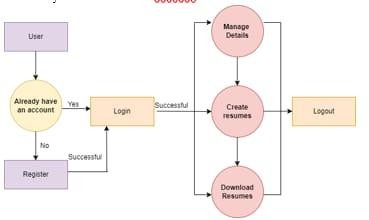 User
Manage
Details
Already have
an account
Yes
Login
Successful
Create
resumes
Logout
No
Successful
Register
Download
Resumes